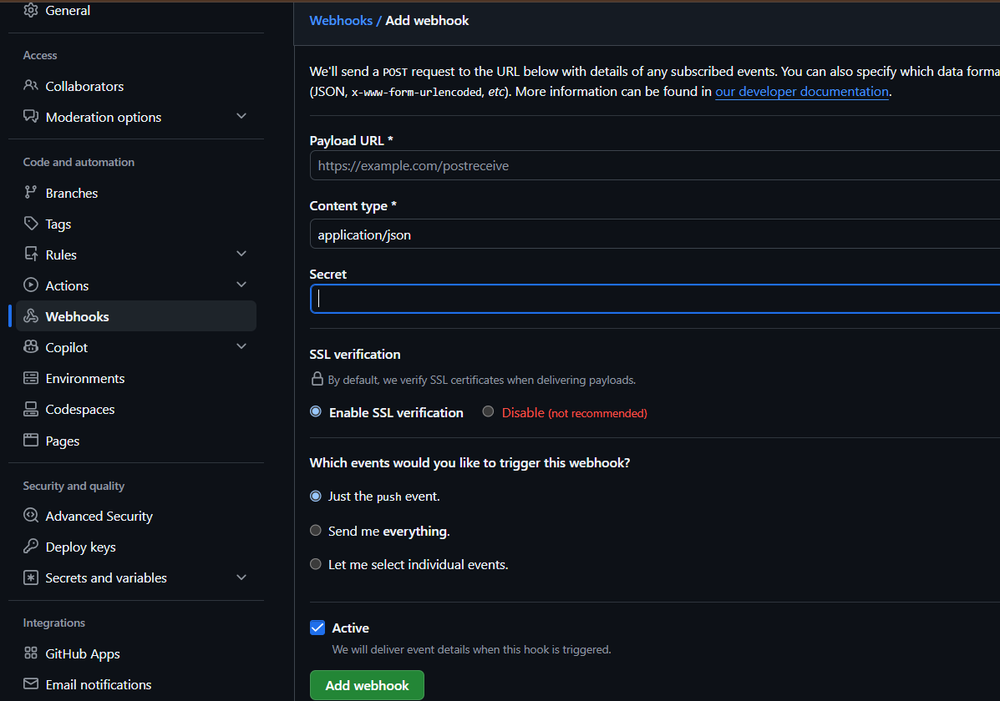 General
Access
Collaborators
Moderation options
Code and automation
Branches
Tags
Rules
Actions
Webhooks
Copilot
Environments
Codespaces
Pages
Security and quality
Advanced Security
Deploy keys
Secrets and variables
Integrations
GitHub Apps
Email notifications
Webhooks / Add webhook
We'll send a POST request to the URL below with details of any subscribed events. You can also specify which data forma
(JSON, x-www-form-urlencoded, etc). More information can be found in our developer documentation.
Payload URL *
https://example.com/postreceive
Content type *
application/json
Secret
SSL verification
By default, we verify SSL certificates when delivering payloads.
Enable SSL verification Disable (not recommended)
Which events would you like to trigger this webhook?
Just the push event.
Send me everything.
Let me select individual events.
Active
We will deliver event details when this hook is triggered.
Add webhook